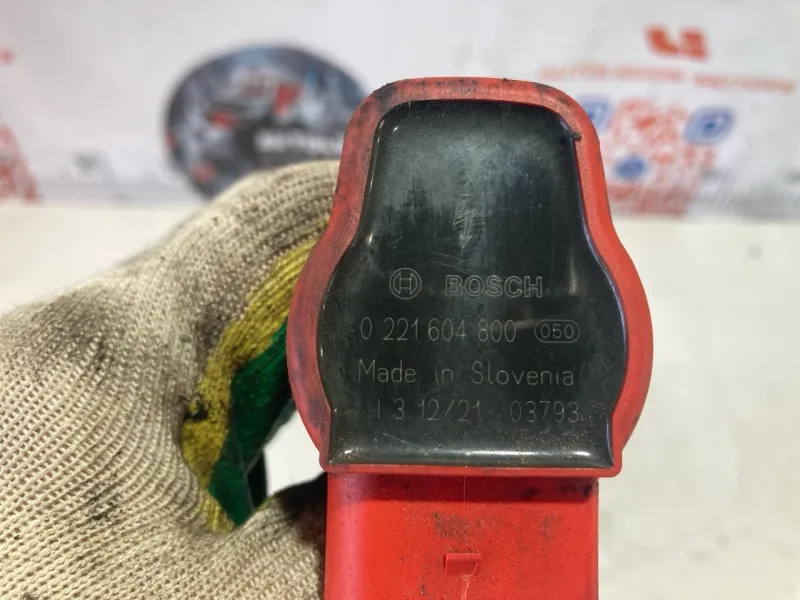 BOSCH
0 221 604 800 050
Made in Slovenia
1 3 12/21 03793